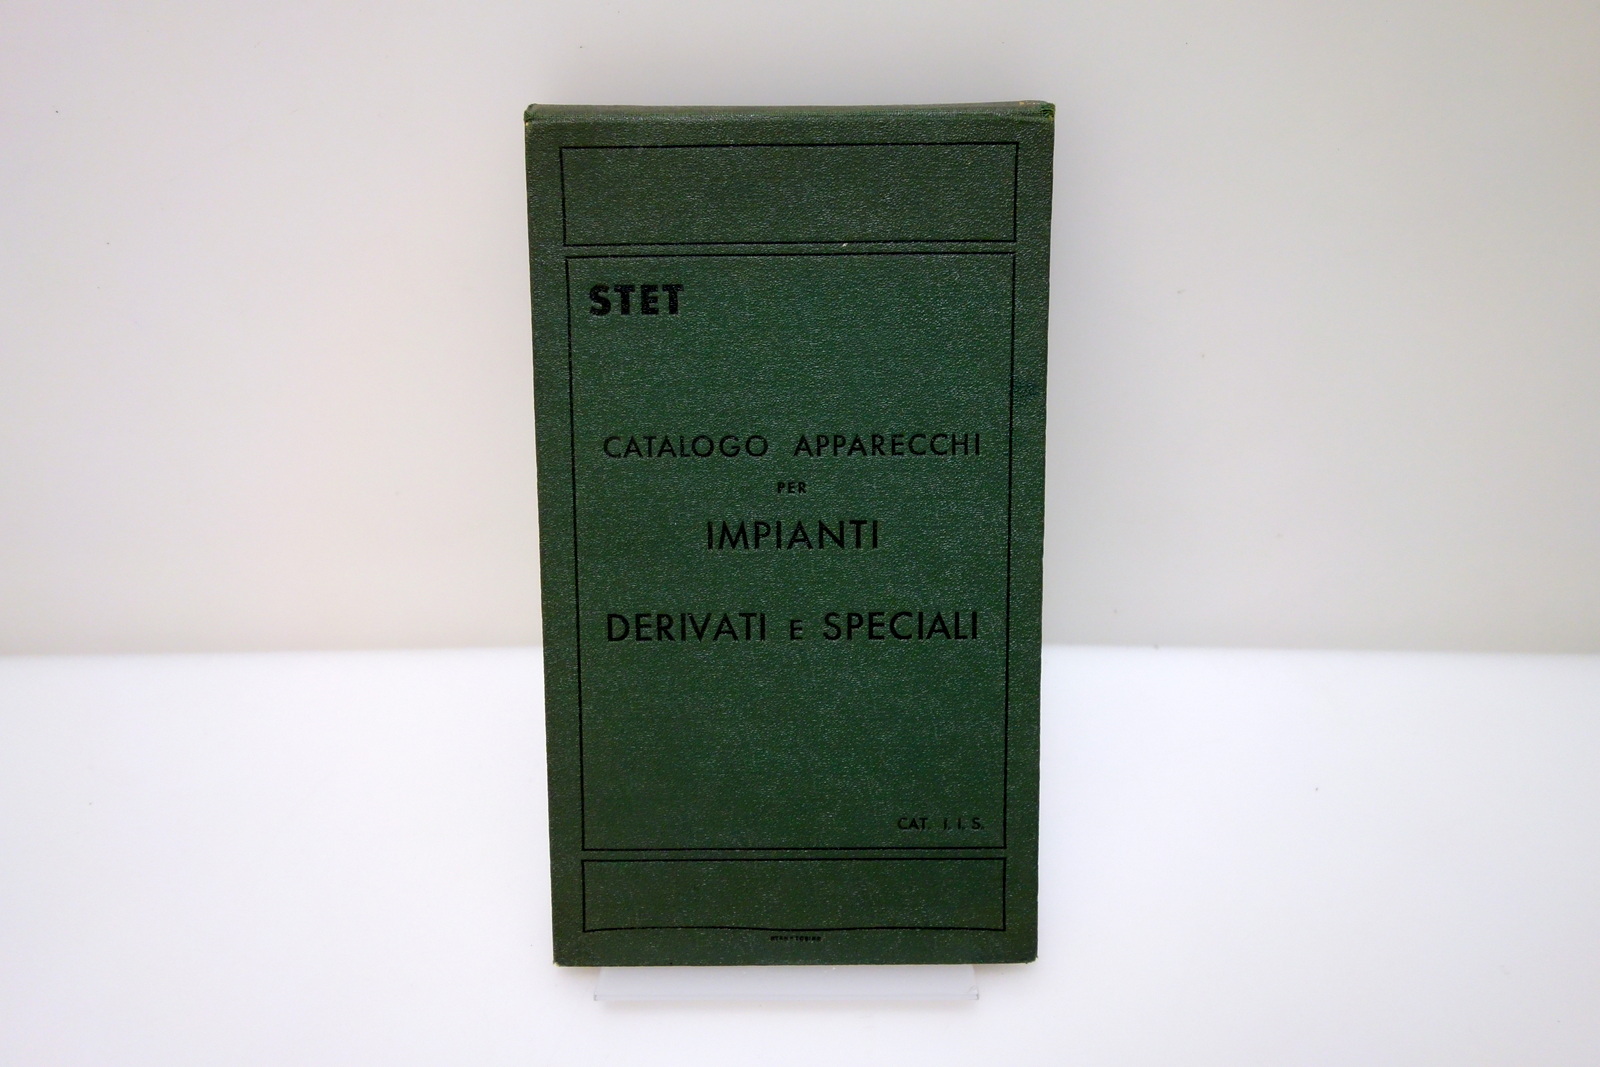 STET
CATALOGO APPARECCHI
PER
IMPIANTI
DERIVATI E SPECIALI
CAT. I. I. S.